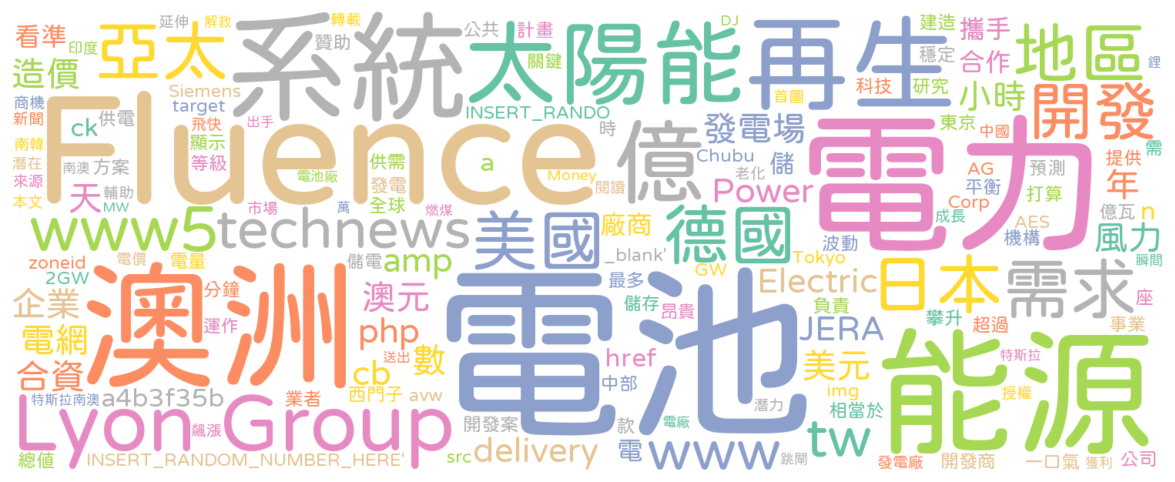 看準
延伸
解救
轉載
DJ
建造
攜手
地區
亞太
系統
贊助
公共
計畫
太陽能
再生
穩定
合作
鋰
印度
關鍵
造價
Siemens
首圖
科技
研究
小時
商機
target
INSERT_RANDO
開發
新聞
ck
供電
飛快
出手
Fluence
億
時
發電場
東京
中國
需
南韓
顯示
電力
提供
潛在
南澳
方案
等級
電池廠
供需
a
Chubu
儲
老化
AG
預測
來源
天
輔助
發電
Money
閱讀
Power
平衡
年
本文
MW
全球
Corp
打算
市場
萬
燃煤
美國
廠商
德國
成長
AES
億瓦
n
www5
technews
_blank'
波動
機構
風力
zoneid
電價
電量
儲電
amp
GW
Tokyo
瞬間
2GW
最多
Electric
日本
需求
座
澳洲
分鐘
澳元
電池
儲存
昂貴
負責
攀升
企業
運作
php
JERA
超過
事業
電網
送出
數
href
美元
能源
特斯拉
合資
cb
中部
img
授權
特斯拉南澳
a4b3f35b
業者
西門子
avw
潛力
相當於
Lyon Group
飆漲
開發案
款
電廠
tw
總值
INSERT_RANDOM_NUMBER_HERE'
src
delivery
電
www
跳閘
發電廠
開發商
一口氣
獲利
公司